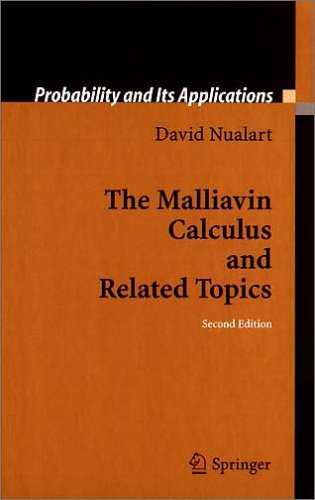 Probability and Its Applications
David Nualart
The Malliavin
Calculus
and
Related Topics
Second Edition
Springer